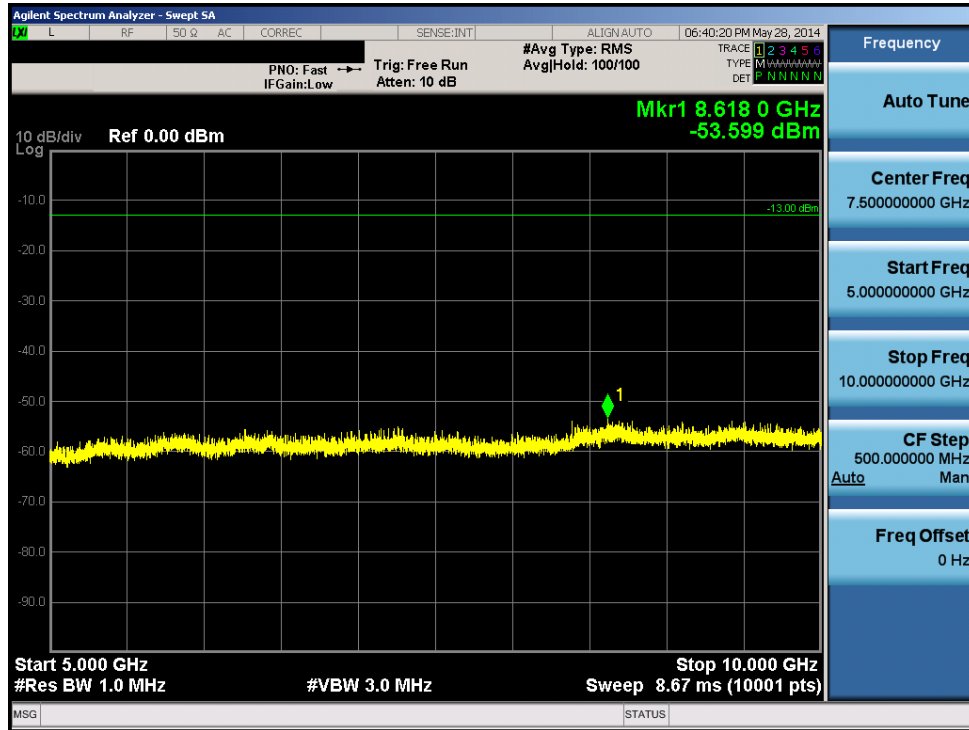 Agilent Spectrum Analyzer - Swept SA
LXI L RF 50 Ω AC CORREC SENSE:INT ALIGN AUTO 06:40:20 PM May 28, 2014
PNO: Fast
IFGain:Low
Trig: Free Run
Atten: 10 dB
#Avg Type: RMS
Avg|Hold: 100/100
TRACE 1 2 3 4 5 6
TYPE M WWWWW
DET P N N N N N
Mkr1 8.618 0 GHz
-53.599 dBm
10 dB/div Ref 0.00 dBm
Log
-10.0
-13.00 dBm
-20.0
-30.0
-40.0
-50.0
1
-60.0
-70.0
-80.0
-90.0
Start 5.000 GHz Stop 10.000 GHz
#Res BW 1.0 MHz #VBW 3.0 MHz Sweep 8.67 ms (10001 pts)
MSG STATUS
Frequency
Auto Tune
Center Freq
7.500000000 GHz
Start Freq
5.000000000 GHz
Stop Freq
10.000000000 GHz
CF Step
500.000000 MHz
Auto Man
Freq Offset
0 Hz